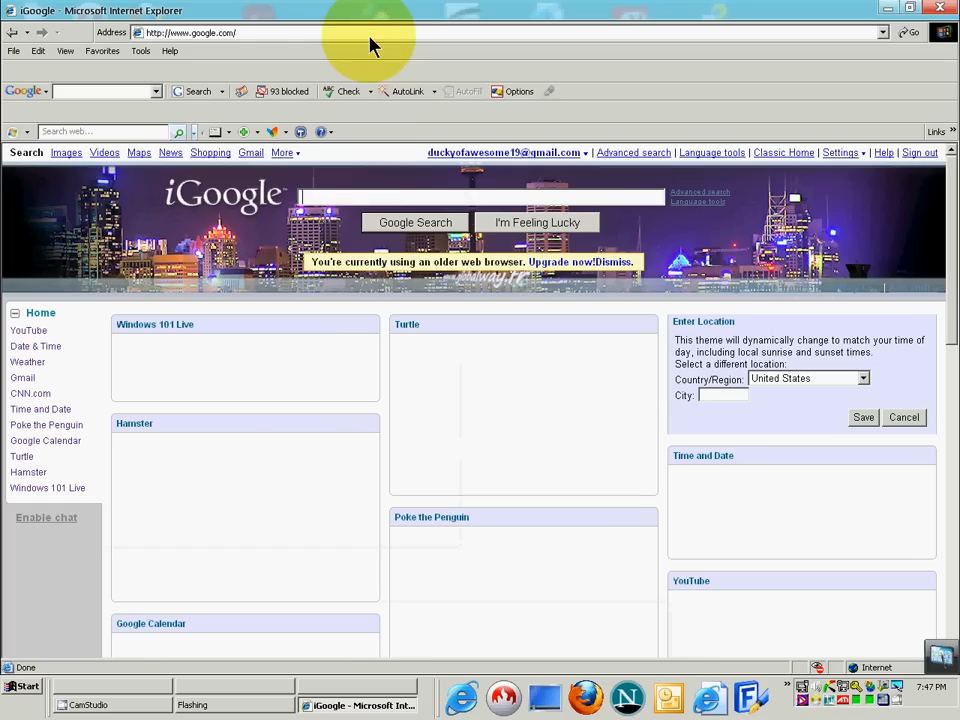 iGoogle - Microsoft Internet Explorer
Address http://www.google.com/ Go
File Edit View Favorites Tools Help
Google Search 93 blocked Check AutoLink AutoFill Options
Search web... Links »
Search Images Videos Maps News Shopping Gmail More duckyofawesome19@gmail.com Advanced search Language tools Classic Home Settings Help Sign out
iGoogle™
Advanced search
Language tools
Google Search I'm Feeling Lucky
You're currently using an older web browser. Upgrade now!Dismiss.
Home
YouTube
Date & Time
Weather
Gmail
CNN.com
Time and Date
Poke the Penguin
Google Calendar
Turtle
Hamster
Windows 101 Live
Enable chat
Windows 101 Live
Hamster
Google Calendar
Turtle
Poke the Penguin
Enter Location
This theme will dynamically change to match your time of
day, including local sunrise and sunset times.
Select a different location:
Country/Region: United States
City:
Save Cancel
Time and Date
YouTube
Done Internet
Start CamStudio Flashing iGoogle - Microsoft Int... » 7:47 PM